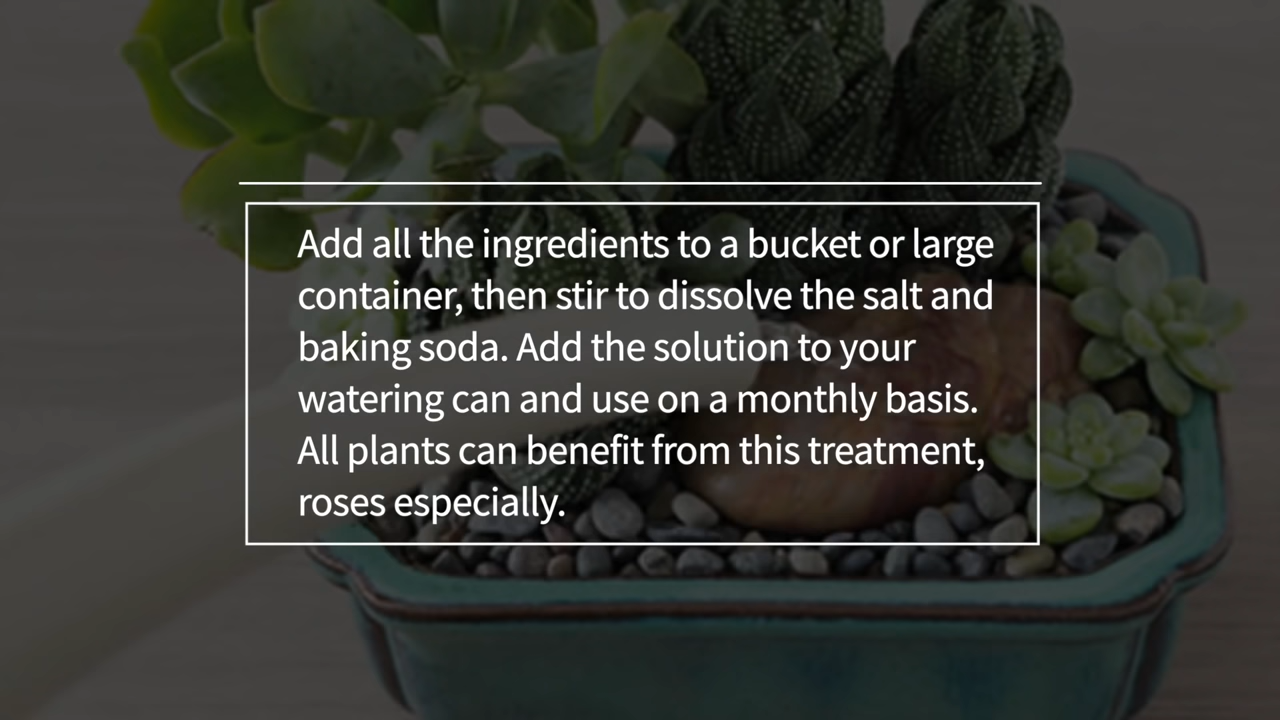 Add all the ingredients to a bucket or large
container, then stir to dissolve the salt and
baking soda. Add the solution to your
watering can and use on a monthly basis.
All plants can benefit from this treatment,
roses especially.